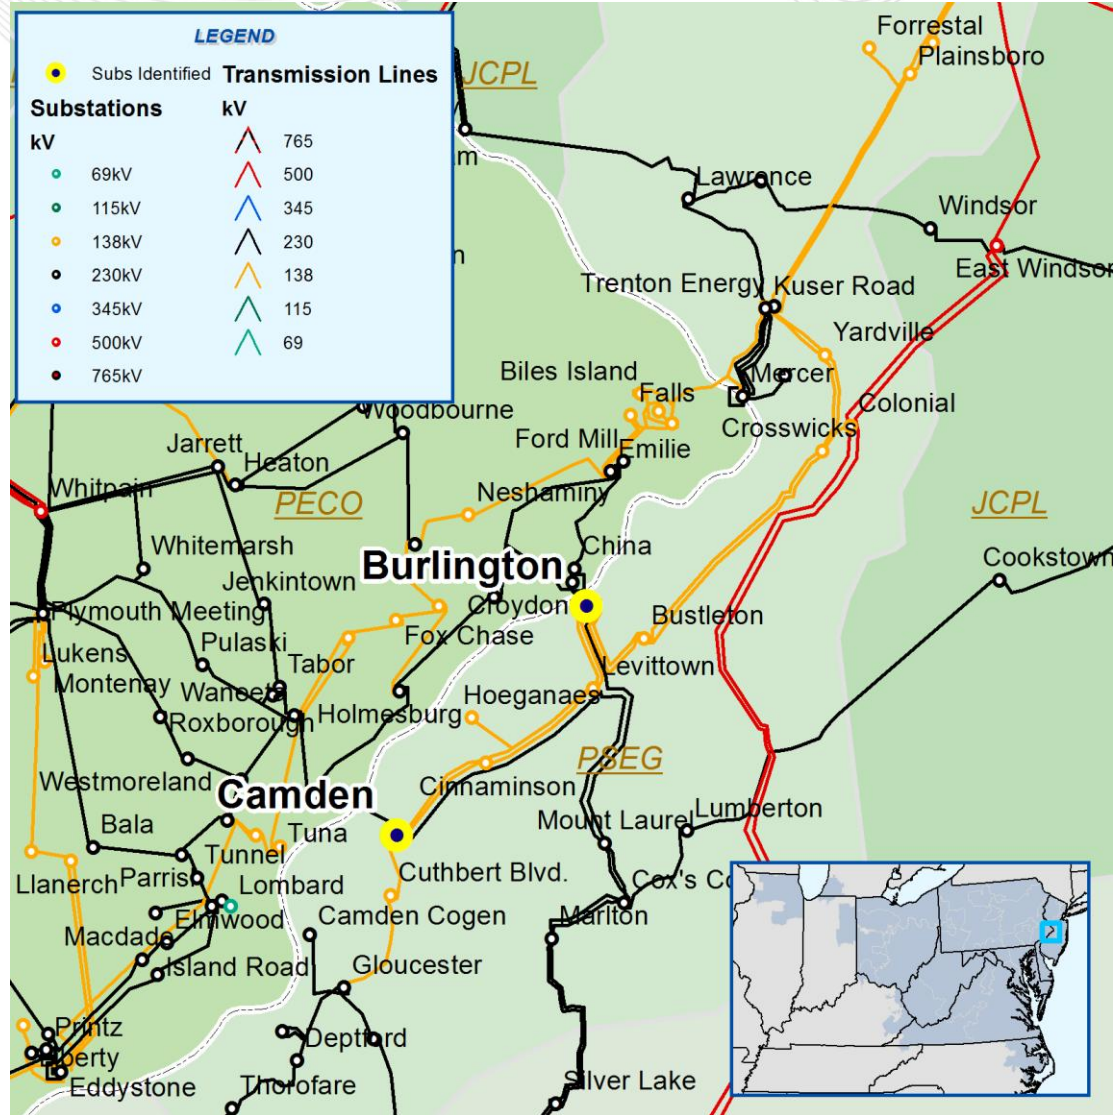 LEGEND
Subs Identified
Transmission Lines
Substations
kV
kV
69kV
115kV
138kV
230kV
345kV
500kV
765kV
765
500
345
230
138
115
69
JCPL
Forrestal
Plainsboro
Lawrence
Windsor
East Windsor
Trenton Energy
Kuser Road
Yardville
Biles Island
Mercer
Falls
Colonial
Woodbourne
Crosswicks
Ford Mill
Emilie
Jarrett
Heaton
Whitpain
Neshaminy
PECO
JCPL
Whitemarsh
China
Burlington
Cookstown
Jenkintown
Croydon
Plymouth Meeting
Bustleton
Fox Chase
Pulaski
Lukens
Tabor
Levittown
Montenay
Waneeta
Hoeganaes
Roxborough
Holmesburg
PSEG
Westmoreland
Camden
Cinnaminson
Lumberton
Mount Laurel
Bala
Tuna
Tunnel
Cuthbert Blvd.
Llanerch
Parrish
Lombard
Cox's
Elmwood
Camden Cogen
Marlton
Macdade
Island Road
Gloucester
Printz
Deptford
Liberty
Eddystone
Thorofare
Silver Lake